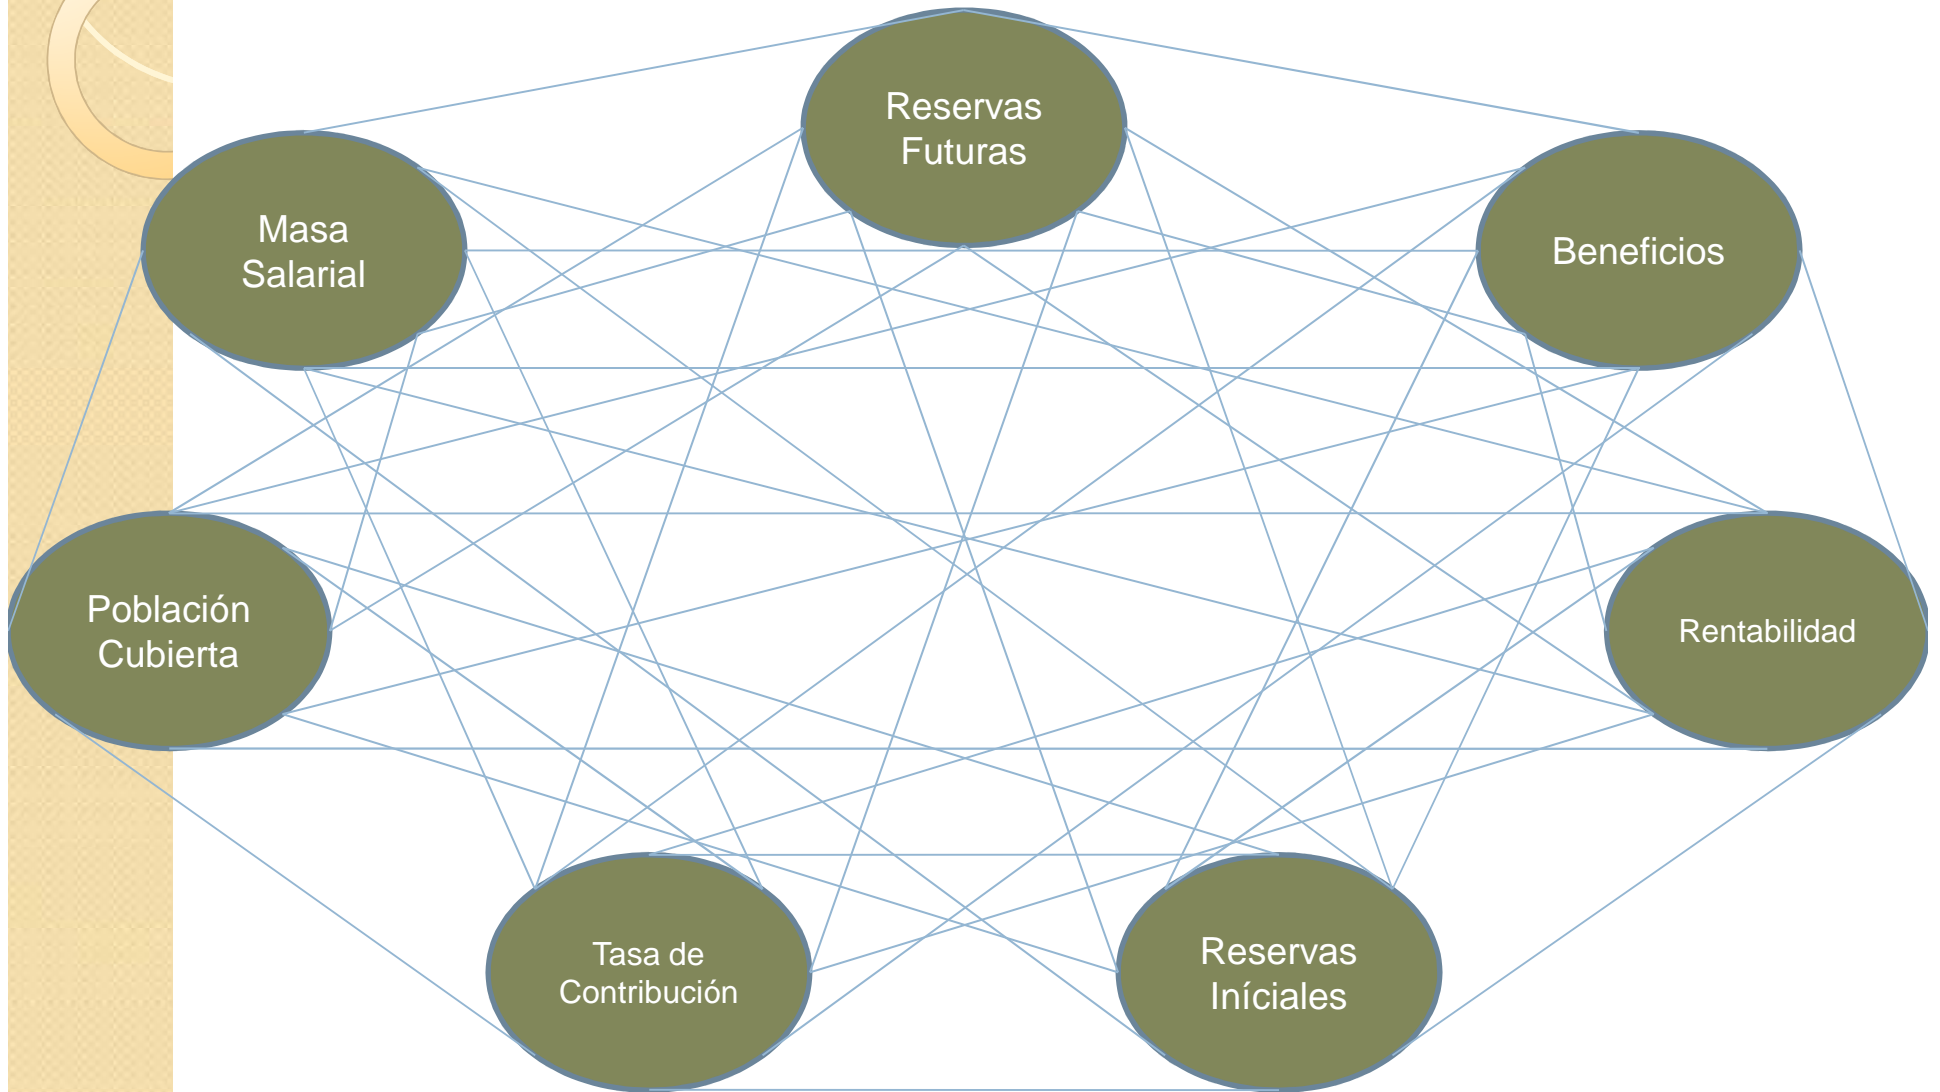 Reservas
Futuras
Masa
Salarial
Beneficios
Población
Cubierta
Rentabilidad
Tasa de
Contribución
Reservas
Iníciales